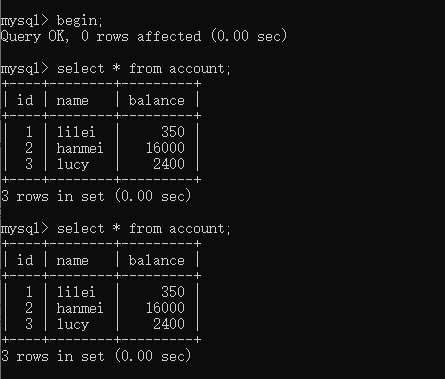 mysql> begin;
Query OK, 0 rows affected (0.00 sec)
mysql> select * from account;
+----+--------+---------+
| id | name   | balance |
+----+--------+---------+
|  1 | lilei  |     350 |
|  2 | hanmei |   16000 |
|  3 | lucy   |    2400 |
+----+--------+---------+
3 rows in set (0.00 sec)
mysql> select * from account;
+----+--------+---------+
| id | name   | balance |
+----+--------+---------+
|  1 | lilei  |     350 |
|  2 | hanmei |   16000 |
|  3 | lucy   |    2400 |
+----+--------+---------+
3 rows in set (0.00 sec)